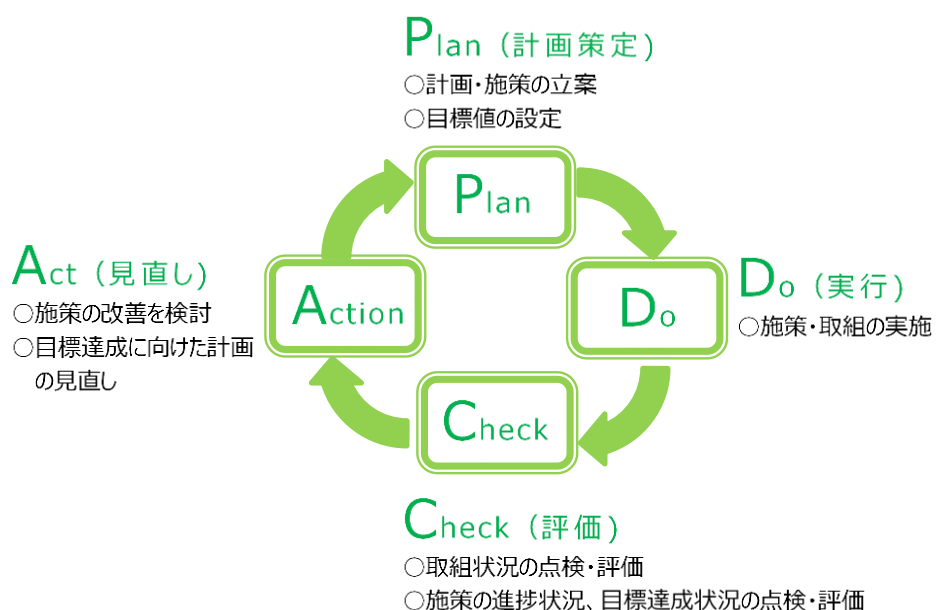 Plan（計画策定）
○計画・施策の立案
○目標値の設定
Plan
Act（見直し）
○施策の改善を検討
○目標達成に向けた計画
の見直し
Action
Do
Do（実行）
○施策・取組の実施
Check
Check（評価）
○取組状況の点検・評価
○施策の進捗状況、目標達成状況の点検・評価